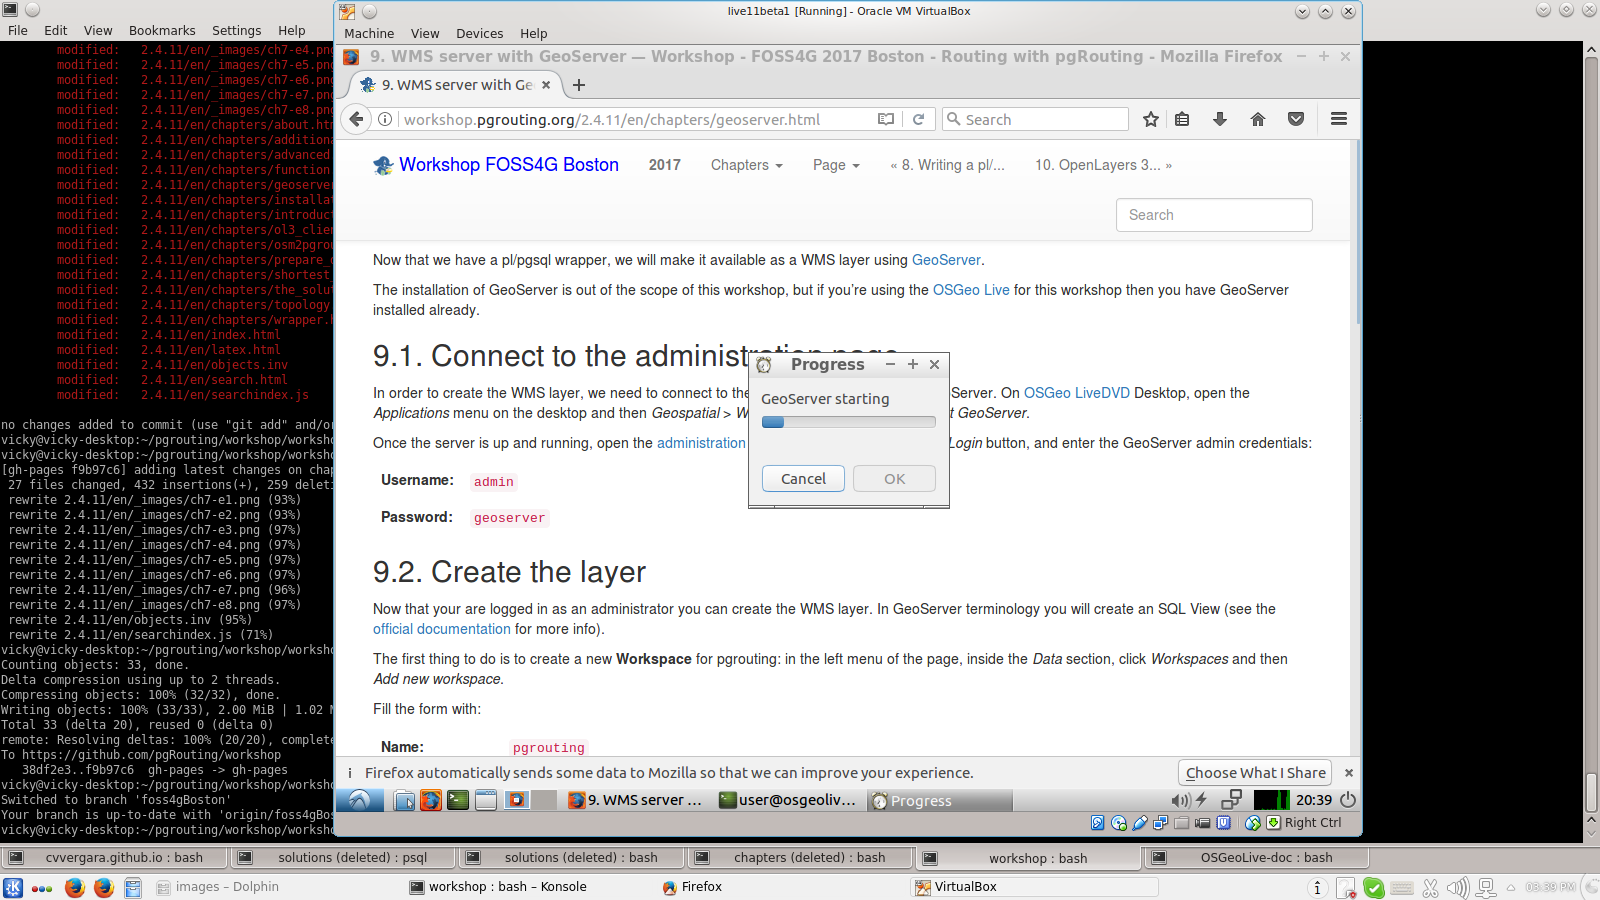 File Edit View Bookmarks Settings Help
modified: 2.4.11/en/_images/ch7-e4.png
modified: 2.4.11/en/_images/ch7-e5.png
modified: 2.4.11/en/_images/ch7-e6.png
modified: 2.4.11/en/_images/ch7-e7.png
modified: 2.4.11/en/_images/ch7-e8.png
modified: 2.4.11/en/chapters/about.htm
modified: 2.4.11/en/chapters/additiona
modified: 2.4.11/en/chapters/advanced
modified: 2.4.11/en/chapters/function
modified: 2.4.11/en/chapters/geoserver
modified: 2.4.11/en/chapters/installat
modified: 2.4.11/en/chapters/introduct
modified: 2.4.11/en/chapters/ol3_clien
modified: 2.4.11/en/chapters/osm2pgrou
modified: 2.4.11/en/chapters/prepare_d
modified: 2.4.11/en/chapters/shortest_
modified: 2.4.11/en/chapters/the_solut
modified: 2.4.11/en/chapters/topology
modified: 2.4.11/en/chapters/wrapper.h
modified: 2.4.11/en/index.html
modified: 2.4.11/en/latex.html
modified: 2.4.11/en/objects.inv
modified: 2.4.11/en/search.html
modified: 2.4.11/en/searchindex.js
no changes added to commit (use "git add" and/or
vicky@vicky-desktop:~/pgrouting/workshop/worksho
vicky@vicky-desktop:~/pgrouting/workshop/worksho
[gh-pages f9b97c6] adding latest changes on chap
27 files changed, 432 insertions(+), 259 deleti
rewrite 2.4.11/en/_images/ch7-e1.png (93%)
rewrite 2.4.11/en/_images/ch7-e2.png (93%)
rewrite 2.4.11/en/_images/ch7-e3.png (97%)
rewrite 2.4.11/en/_images/ch7-e4.png (97%)
rewrite 2.4.11/en/_images/ch7-e5.png (97%)
rewrite 2.4.11/en/_images/ch7-e6.png (97%)
rewrite 2.4.11/en/_images/ch7-e7.png (96%)
rewrite 2.4.11/en/_images/ch7-e8.png (97%)
rewrite 2.4.11/en/objects.inv (95%)
rewrite 2.4.11/en/searchindex.js (71%)
vicky@vicky-desktop:~/pgrouting/workshop/worksho
Counting objects: 33, done.
Delta compression using up to 2 threads.
Compressing objects: 100% (32/32), done.
Writing objects: 100% (33/33), 2.00 MiB | 1.02 M
Total 33 (delta 20), reused 0 (delta 0)
remote: Resolving deltas: 100% (20/20), complete
To https://github.com/pgRouting/workshop
38df2e3..f9b97c6 gh-pages -> gh-pages
vicky@vicky-desktop:~/pgrouting/workshop/worksho
Switched to branch 'foss4gBoston'
Your branch is up-to-date with 'origin/foss4gBos
vicky@vicky-desktop:~/pgrouting/workshop/worksho
live11beta1 [Running] - Oracle VM VirtualBox
Machine View Devices Help
9. WMS server with GeoServer — Workshop - FOSS4G 2017 Boston - Routing with pgRouting - Mozilla Firefox
9. WMS server with Ge
workshop.pgrouting.org/2.4.11/en/chapters/geoserver.html
Search
Workshop FOSS4G Boston 2017 Chapters Page « 8. Writing a pl/... 10. OpenLayers 3... »
Search
Now that we have a pl/pgsql wrapper, we will make it available as a WMS layer using GeoServer.
The installation of GeoServer is out of the scope of this workshop, but if you're using the OSGeo Live for this workshop then you have GeoServer
installed already.
9.1. Connect to the administration page
In order to create the WMS layer, we need to connect to the Server. On OSGeo LiveDVD Desktop, open the
Applications menu on the desktop and then Geospatial > W t GeoServer.
Once the server is up and running, open the administration Login button, and enter the GeoServer admin credentials:
Username: admin
Password: geoserver
9.2. Create the layer
Now that your are logged in as an administrator you can create the WMS layer. In GeoServer terminology you will create an SQL View (see the
official documentation for more info).
The first thing to do is to create a new Workspace for pgrouting: in the left menu of the page, inside the Data section, click Workspaces and then
Add new workspace.
Fill the form with:
Name: pgrouting
Progress
GeoServer starting
Cancel OK
Firefox automatically sends some data to Mozilla so that we can improve your experience.
Choose What I Share
9. WMS server ... user@osgeoliv... Progress 20:39
Right Ctrl
cvvergara.github.io : bash solutions (deleted) : psql solutions (deleted) : bash chapters (deleted) : bash workshop : bash OSGeoLive-doc : bash
images – Dolphin workshop : bash – Konsole Firefox VirtualBox 03:39 PM